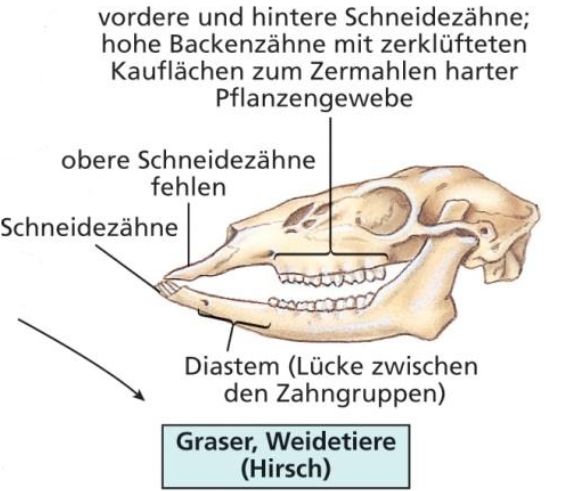 vordere und hintere Schneidezähne;
hohe Backenzähne mit zerklüfteten
Kauflächen zum Zermahlen harter
Pflanzengewebe
obere Schneidezähne
fehlen
Schneidezähne
Diastem (Lücke zwischen
den Zahngruppen)
Graser, Weidetiere
(Hirsch)